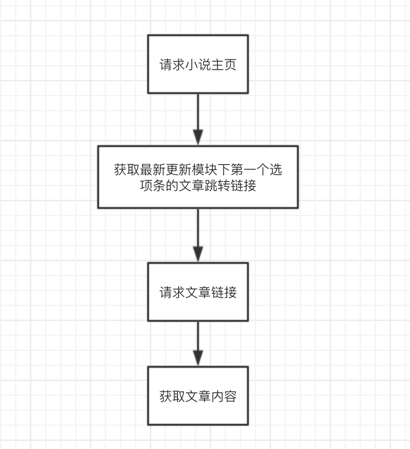 请求小说主页
获取最新更新模块下第一个选
项条的文章跳转链接
请求文章链接
获取文章内容